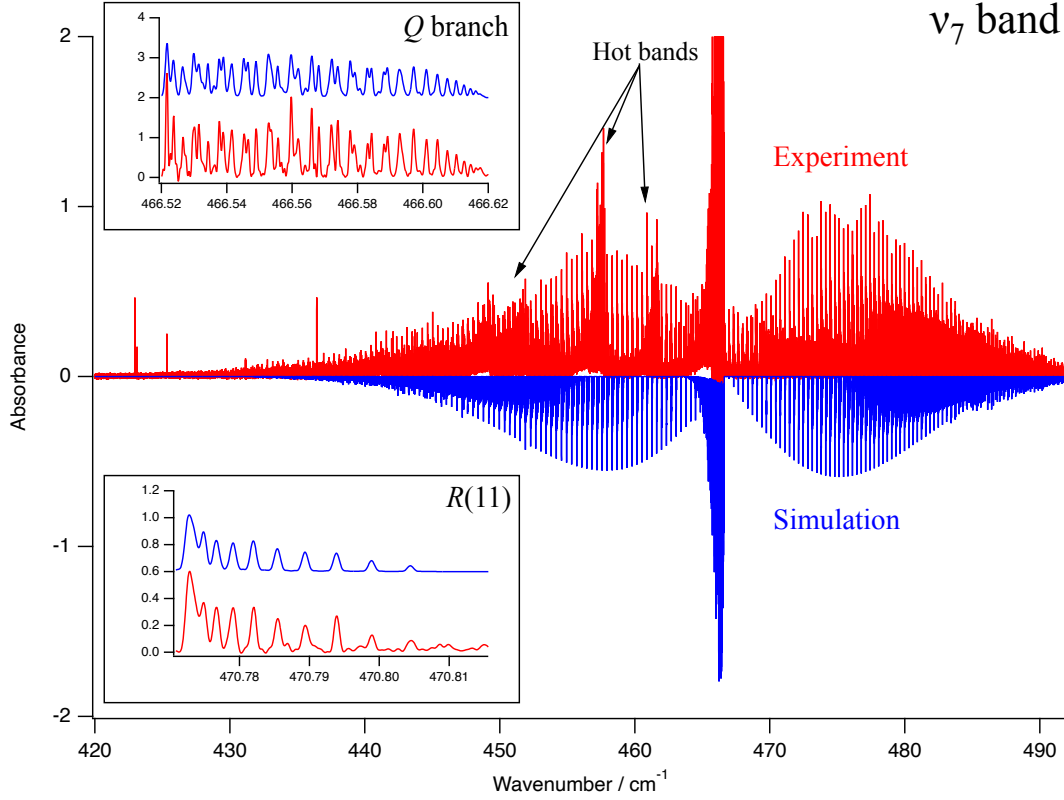 ν₇ band
Q branch
4
3
2
1
0
466.52 466.54 466.56 466.58 466.60 466.62
Hot bands
Experiment
Simulation
R(11)
1.2
1.0
0.8
0.6
0.4
0.2
0.0
470.78 470.79 470.80 470.81
Absorbance
2
1
0
-1
-2
420 430 440 450 460 470 480 490
Wavenumber / cm⁻¹